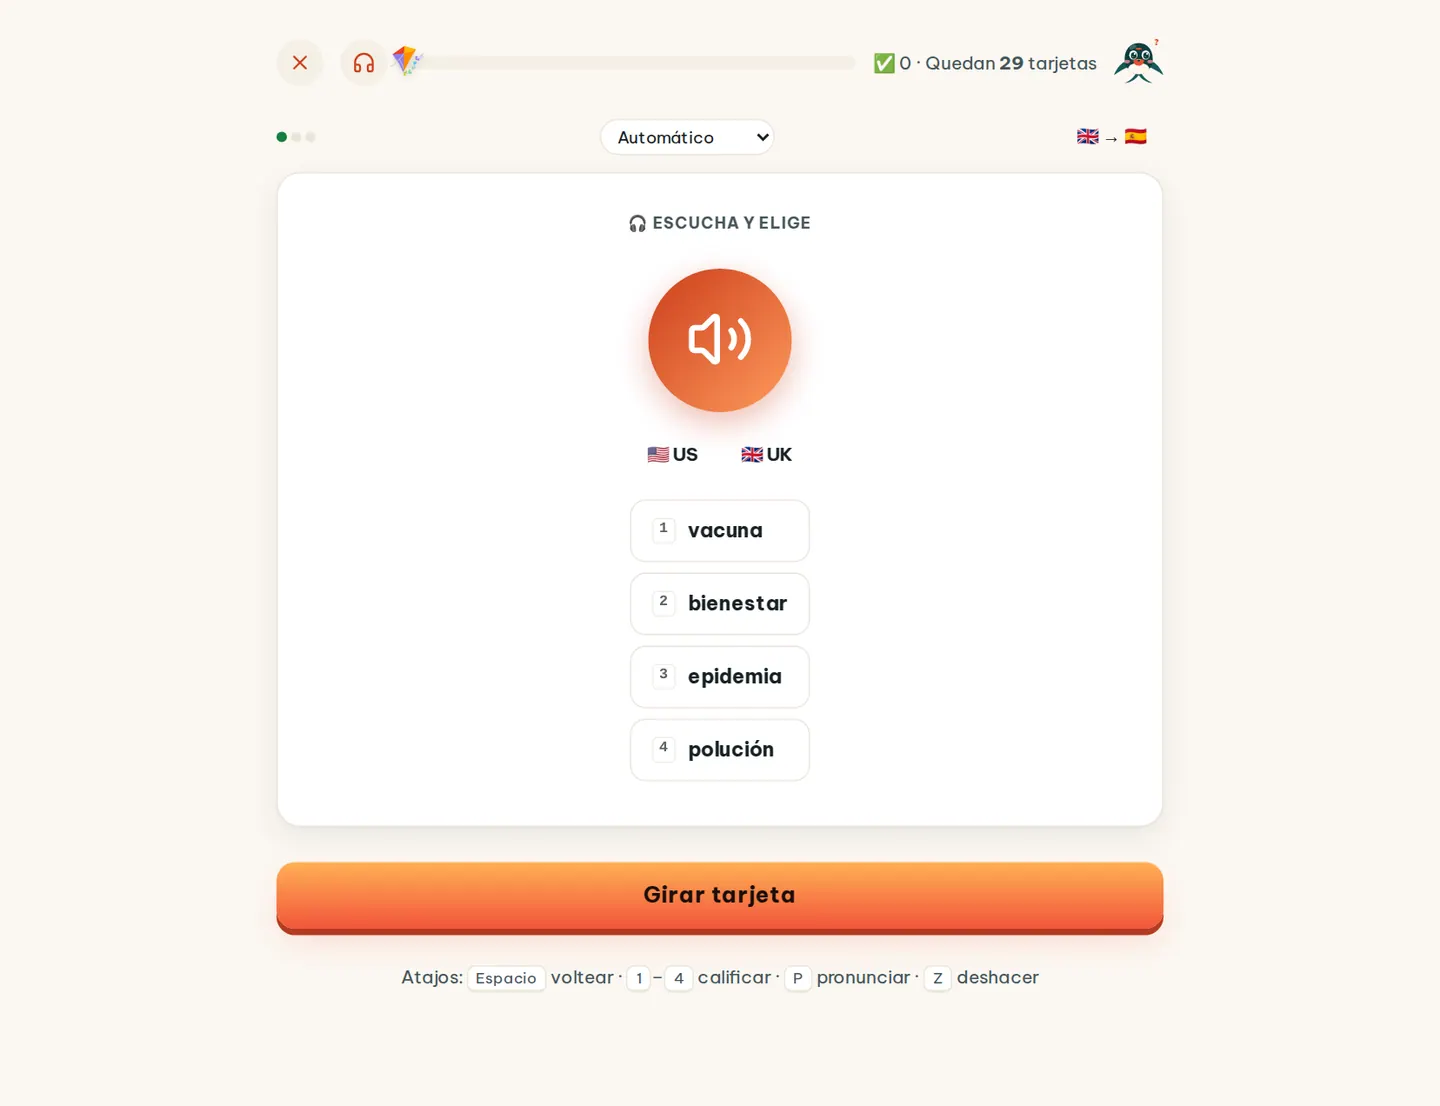 ✅ 0 · Quedan 29 tarjetas
?
Automático
🇬🇧 → 🇪🇸
🎧 ESCUCHA Y ELIGE
🇺🇸 US 🇬🇧 UK
1 vacuna
2 bienestar
3 epidemia
4 polución
Girar tarjeta
Atajos: Espacio voltear · 1 – 4 calificar · P pronunciar · Z deshacer